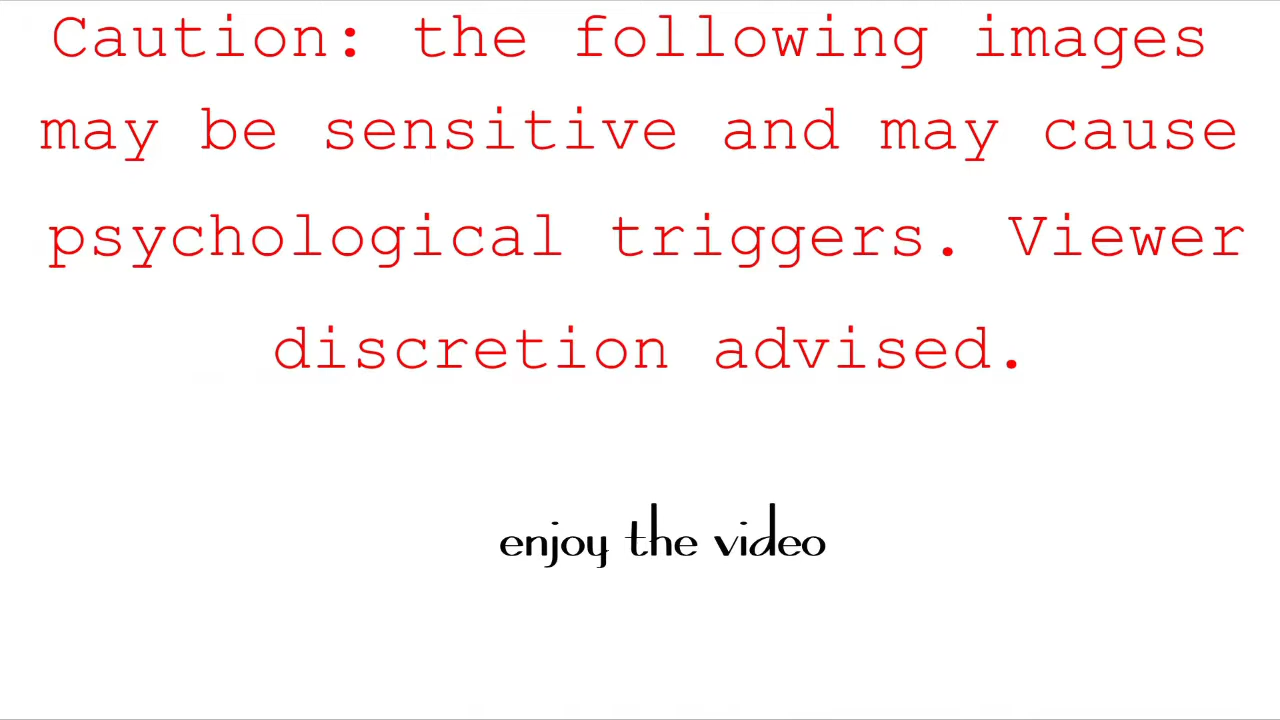 Caution: the following images
may be sensitive and may cause
psychological triggers. Viewer
discretion advised.
enjoy the video